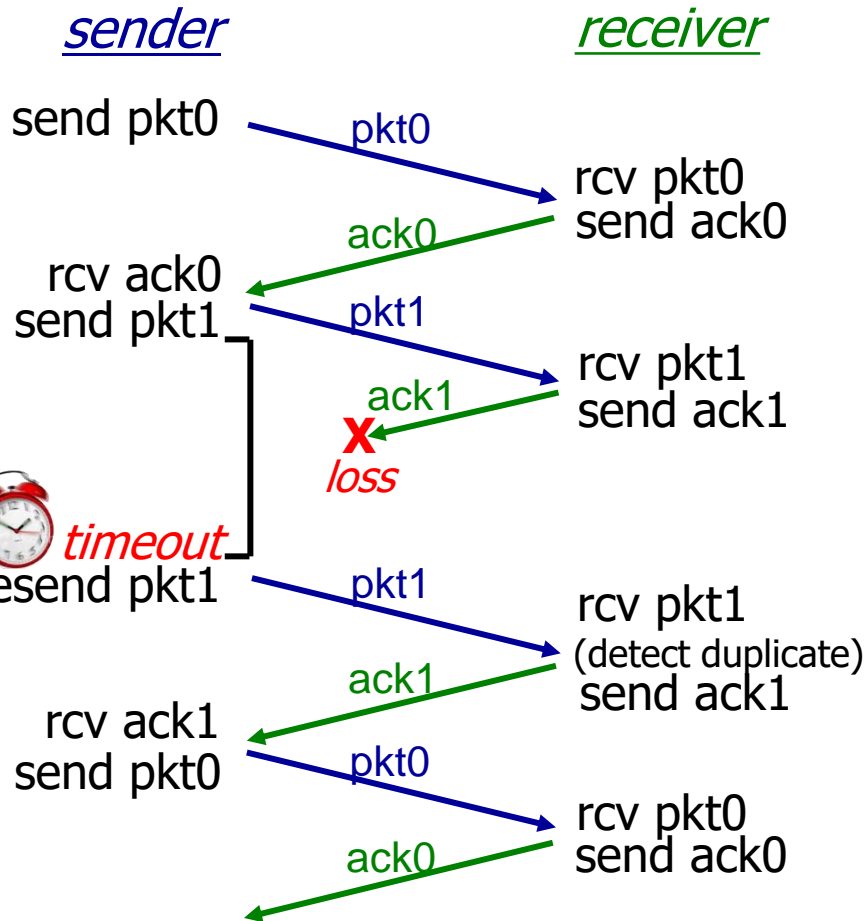 sender
receiver
send pkt0
pkt0
rcv pkt0
send ack0
ack0
rcv ack0
send pkt1
pkt1
rcv pkt1
send ack1
ack1
X
loss
timeout
esend pkt1
pkt1
rcv pkt1
(detect duplicate)
send ack1
ack1
rcv ack1
send pkt0
pkt0
rcv pkt0
send ack0
ack0